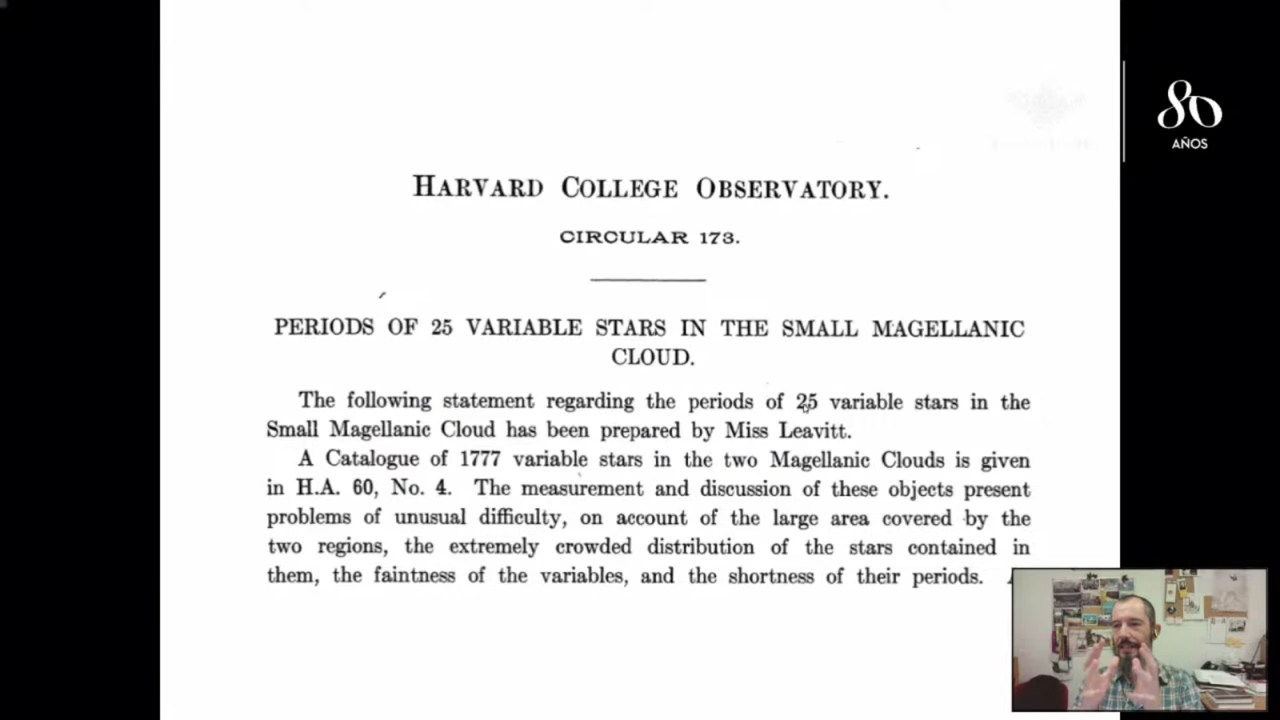 80
AÑOS
HARVARD COLLEGE OBSERVATORY.
CIRCULAR 173.
PERIODS OF 25 VARIABLE STARS IN THE SMALL MAGELLANIC
CLOUD.
The following statement regarding the periods of 25 variable stars in the
Small Magellanic Cloud has been prepared by Miss Leavitt.
A Catalogue of 1777 variable stars in the two Magellanic Clouds is given
in H.A. 60, No. 4. The measurement and discussion of these objects present
problems of unusual difficulty, on account of the large area covered by the
two regions, the extremely crowded distribution of the stars contained in
them, the faintness of the variables, and the shortness of their periods.